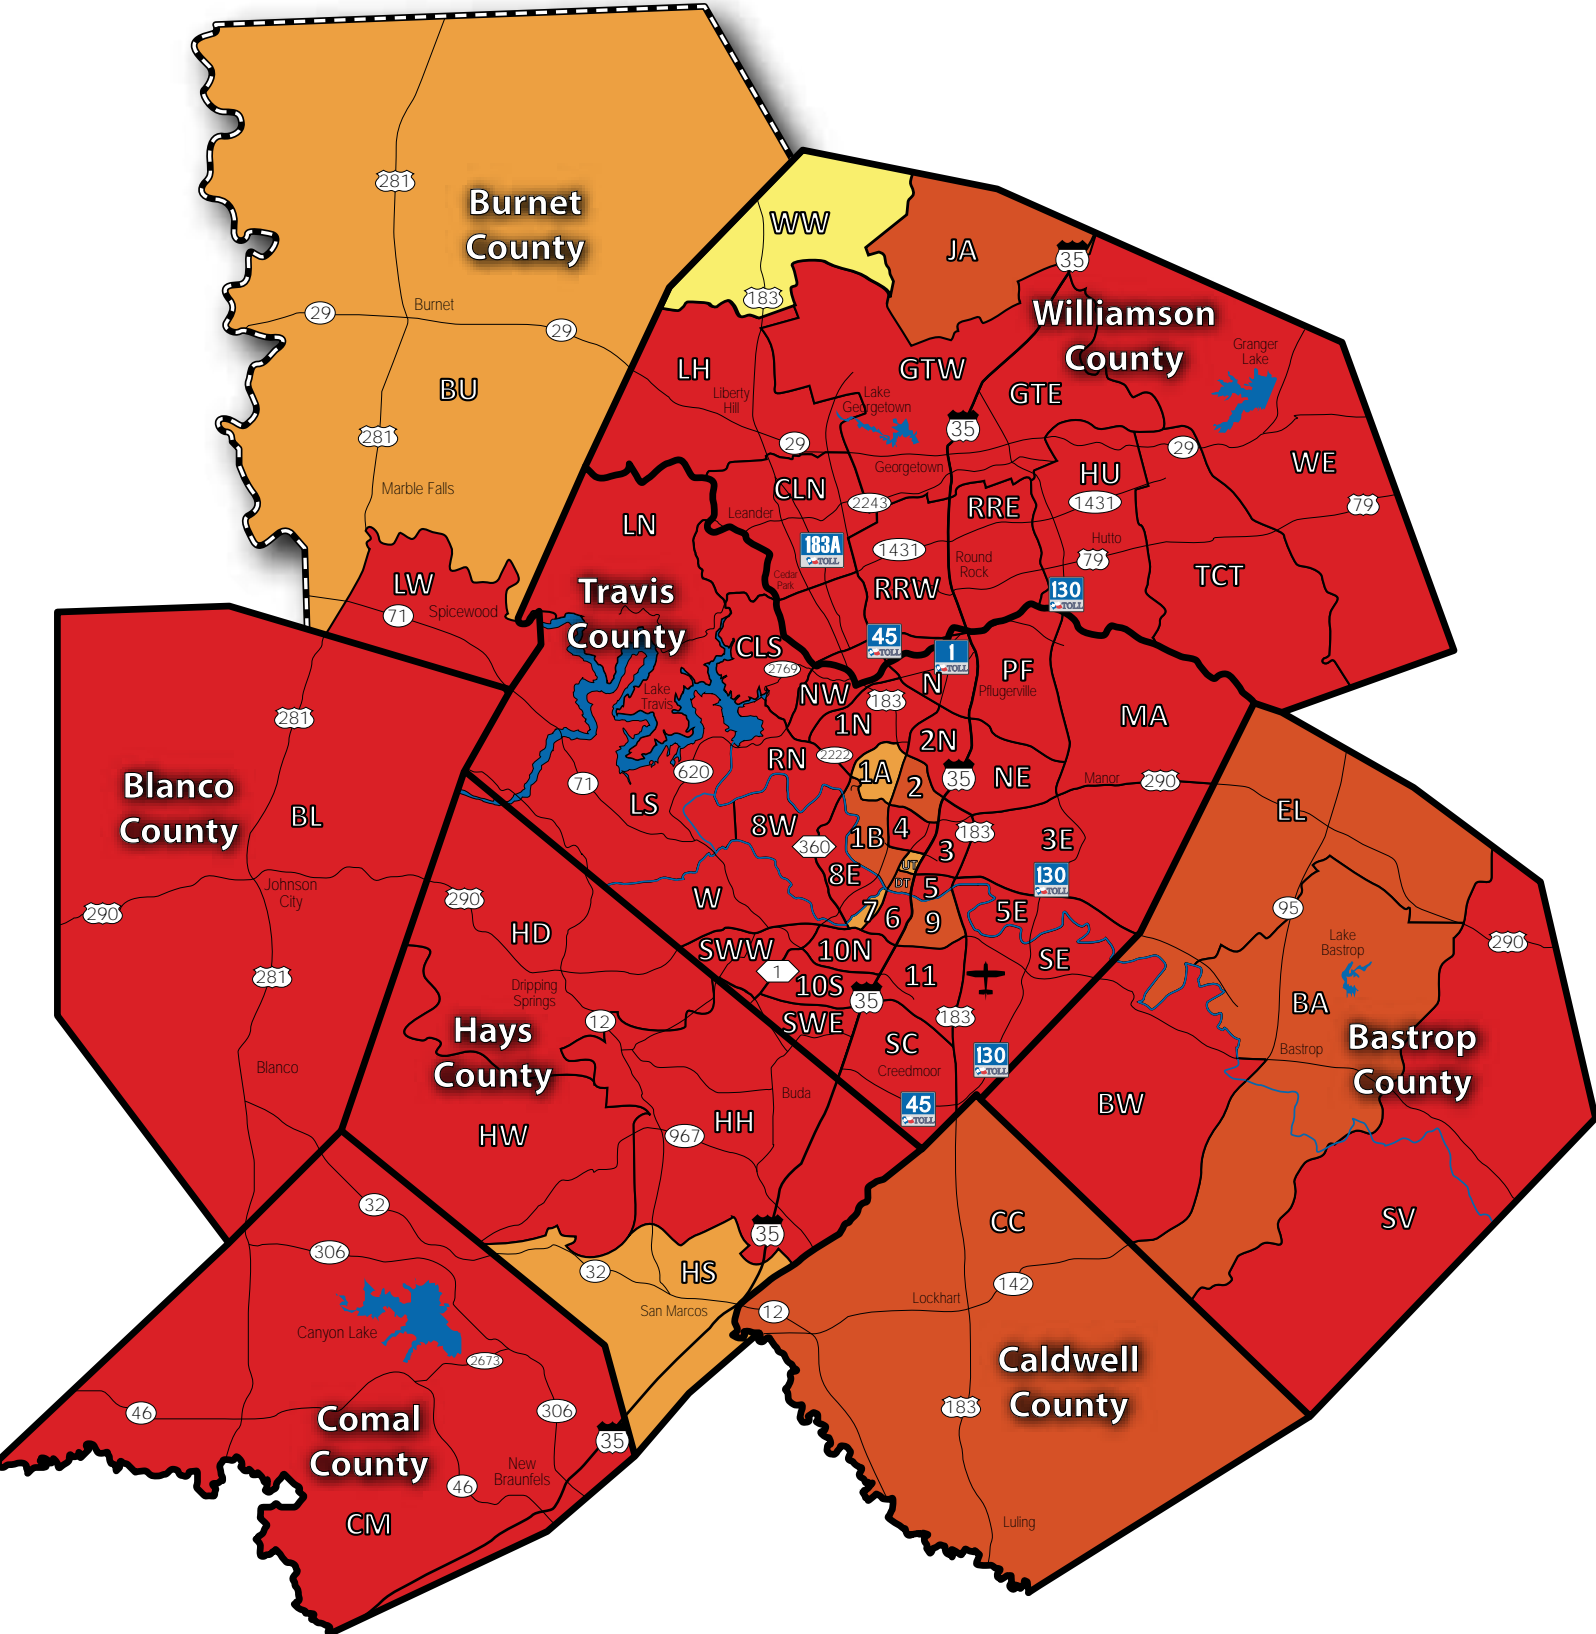 281
Burnet
County
29
Burnet
29
BU
281
Marble Falls
LW
71
Spicewood
WW
183
JA
35
Williamson
County
Granger
Lake
LH
Liberty
Hill
GTW
GTE
Lake
Georgetown
35
29
Georgetown
29
HU
WE
CLN
2243
RRE
1431
79
Leander
183A
TOLL
1431
Round
Rock
Hutto
79
Cedar
Park
RRW
130
TOLL
TCT
45
TOLL
1
TOLL
LN
Travis
County
CLS
2769
Lake
Travis
NW
183
N
PF
Pflugerville
MA
1N
2N
RN
2222
1A
2
35
NE
Manor
290
71
620
LS
8W
360
1B
4
3
183
3E
8E
UT
DT
5
130
TOLL
W
7
6
9
5E
SWW
10N
1
10S
11
SE
35
SWE
SC
183
Creedmoor
130
TOLL
45
TOLL
Blanco
County
BL
281
Johnson
City
290
281
Blanco
290
HD
Dripping
Springs
12
Hays
County
HW
HH
Buda
967
35
HS
32
San Marcos
12
EL
95
Lake
Bastrop
290
BA
Bastrop
County
Bastrop
BW
SV
CC
142
Lockhart
Caldwell
County
183
Luling
32
306
Canyon Lake
2673
46
Comal
County
306
35
New
Braunfels
46
CM